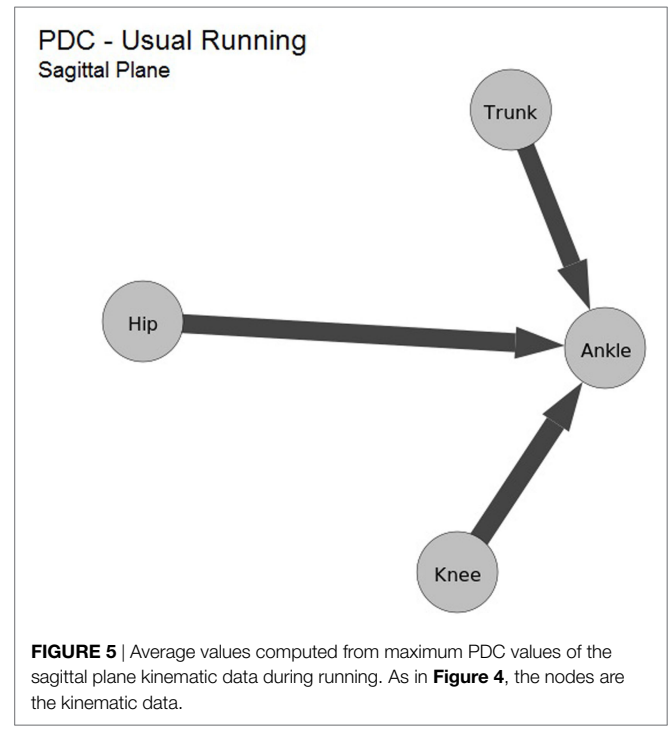 PDC - Usual Running
Sagittal Plane
Trunk
Hip
Ankle
Knee
FIGURE 5 | Average values computed from maximum PDC values of the
sagittal plane kinematic data during running. As in Figure 4, the nodes are
the kinematic data.